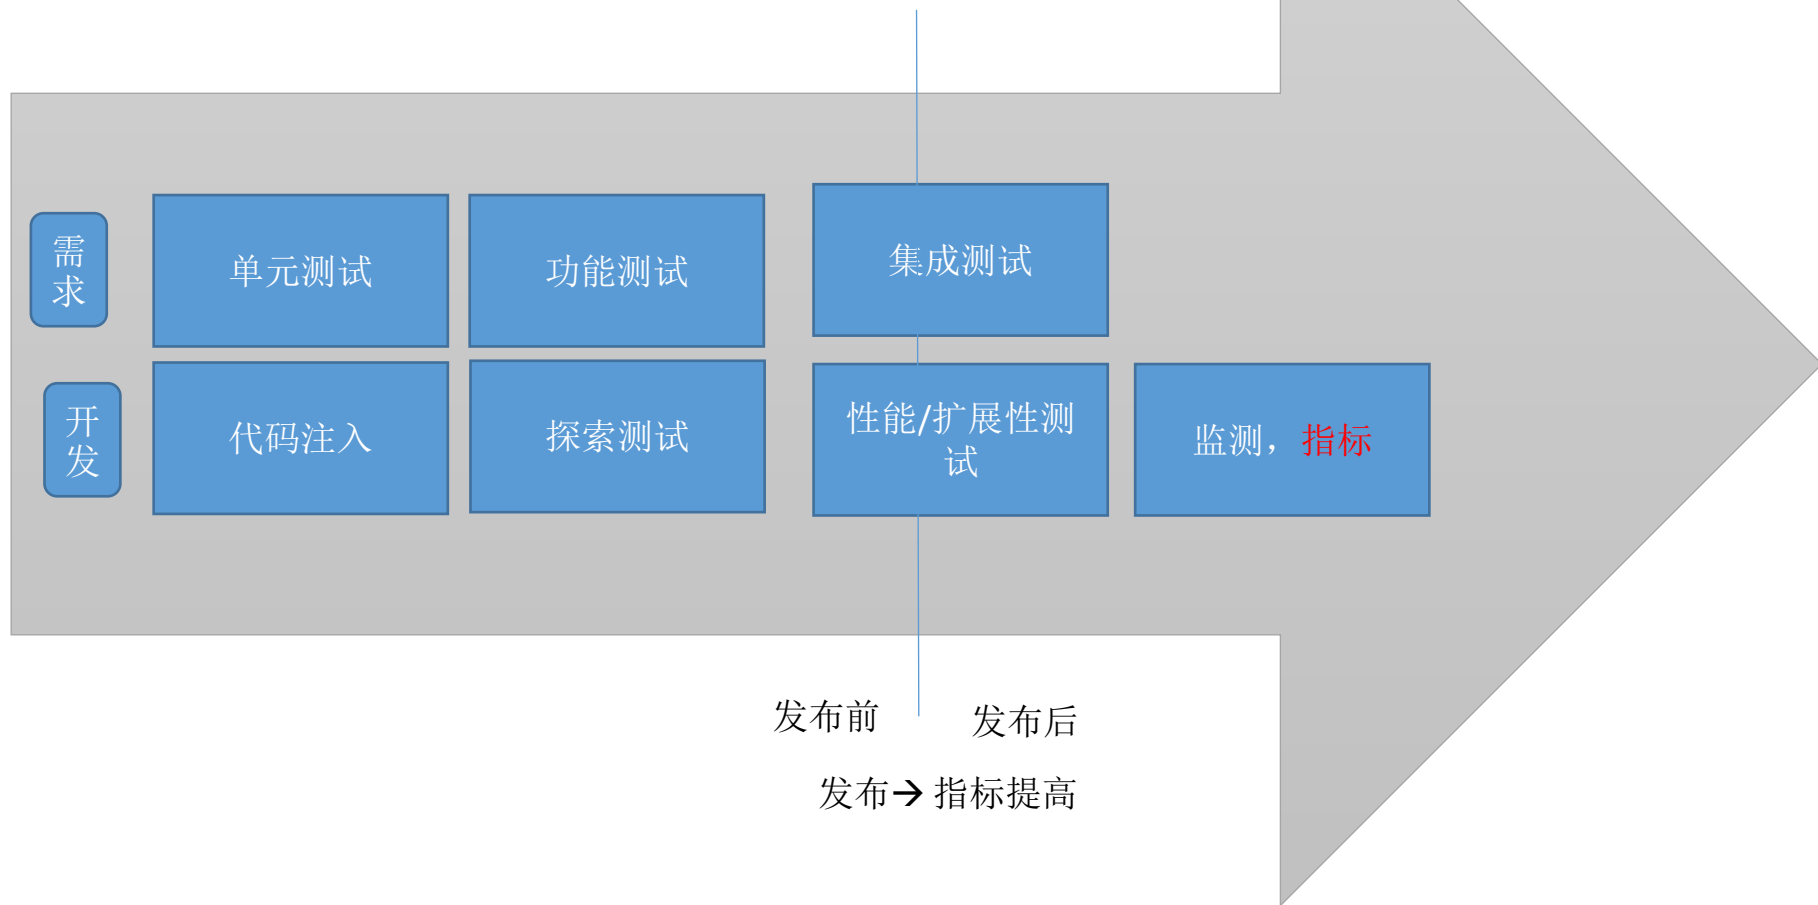 需
求
单元测试
功能测试
集成测试
开
发
代码注入
探索测试
性能/扩展性测
试
监测，指标
发布前
发布后
发布→指标提高